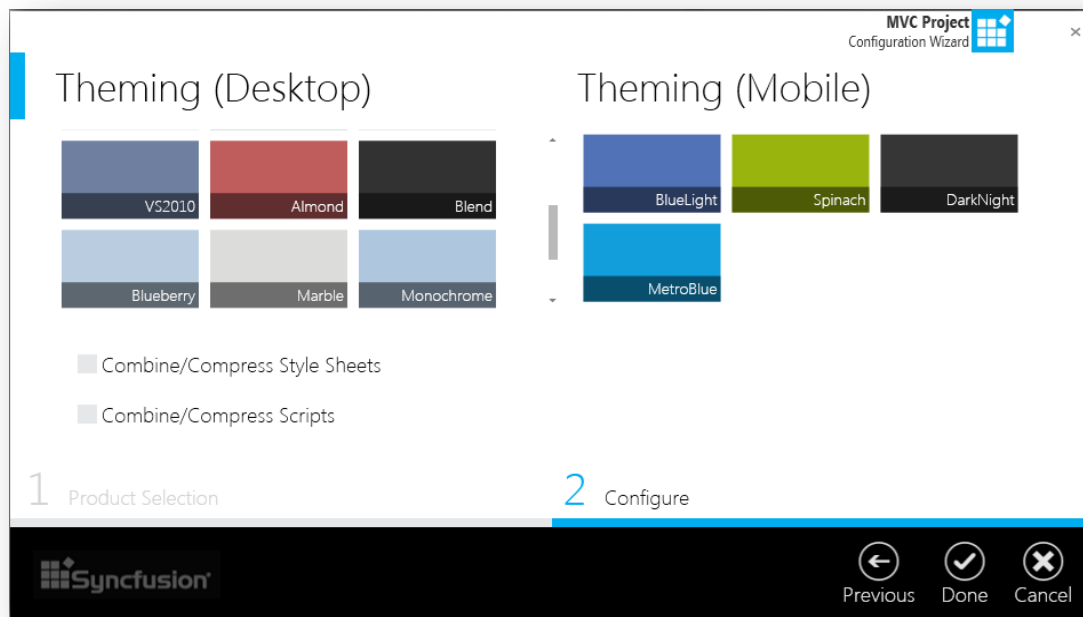 MVC Project
Configuration Wizard
Theming (Desktop)
Theming (Mobile)
VS2010
Almond
Blend
BlueLight
Spinach
DarkNight
Blueberry
Marble
Monochrome
MetroBlue
Combine/Compress Style Sheets
Combine/Compress Scripts
1 Product Selection
2 Configure
Syncfusion
Previous
Done
Cancel